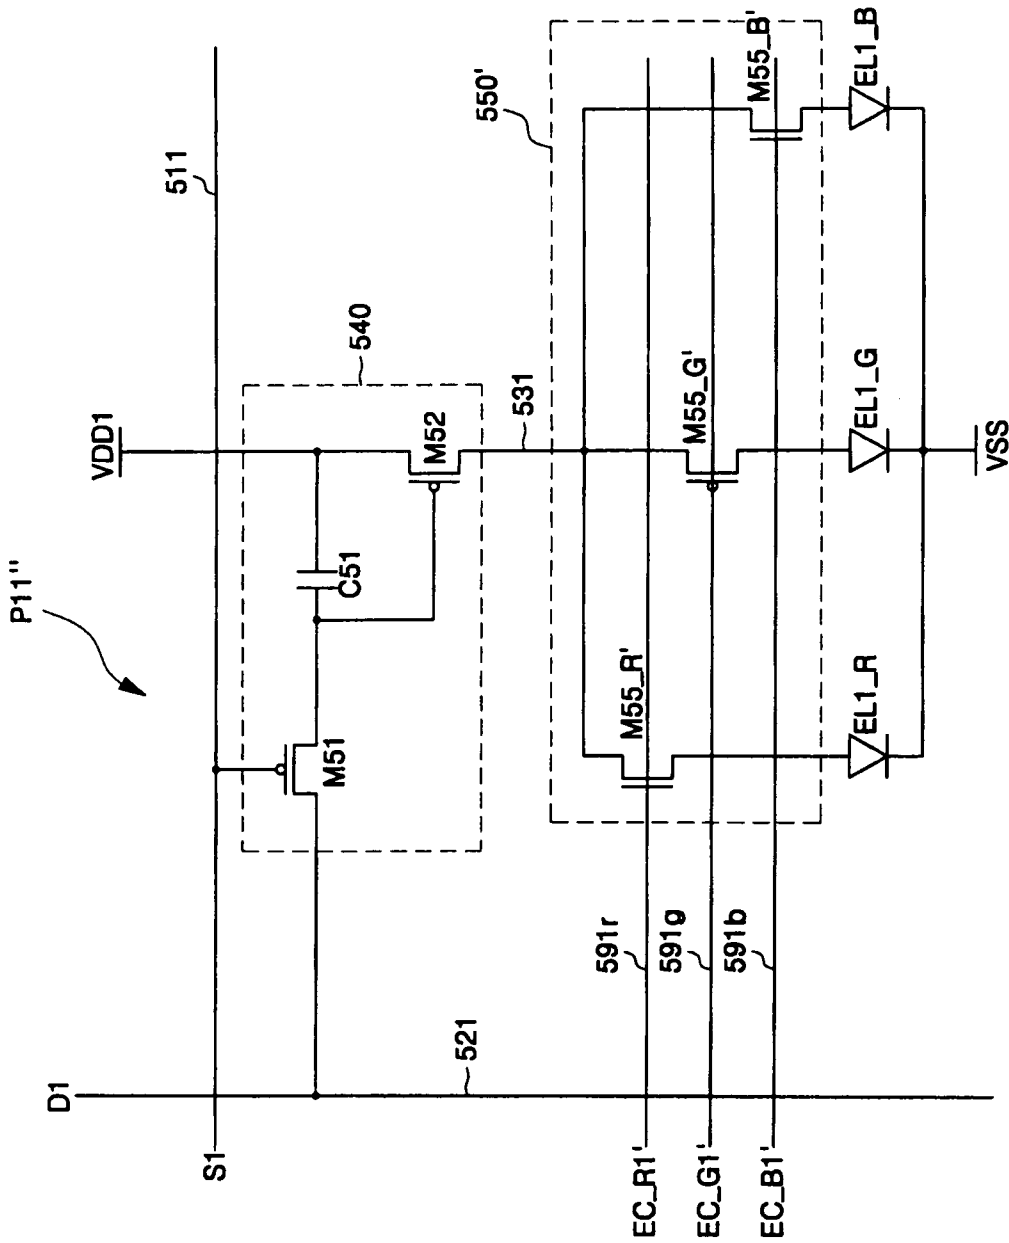 P11''
D1
S1
VDD1
511
540
C51
M51
M52
521
531
550'
M55_R'
M55_G'
M55_B'
591r
591g
591b
EC_R1'
EC_G1'
EC_B1'
EL1_R
EL1_G
EL1_B
VSS